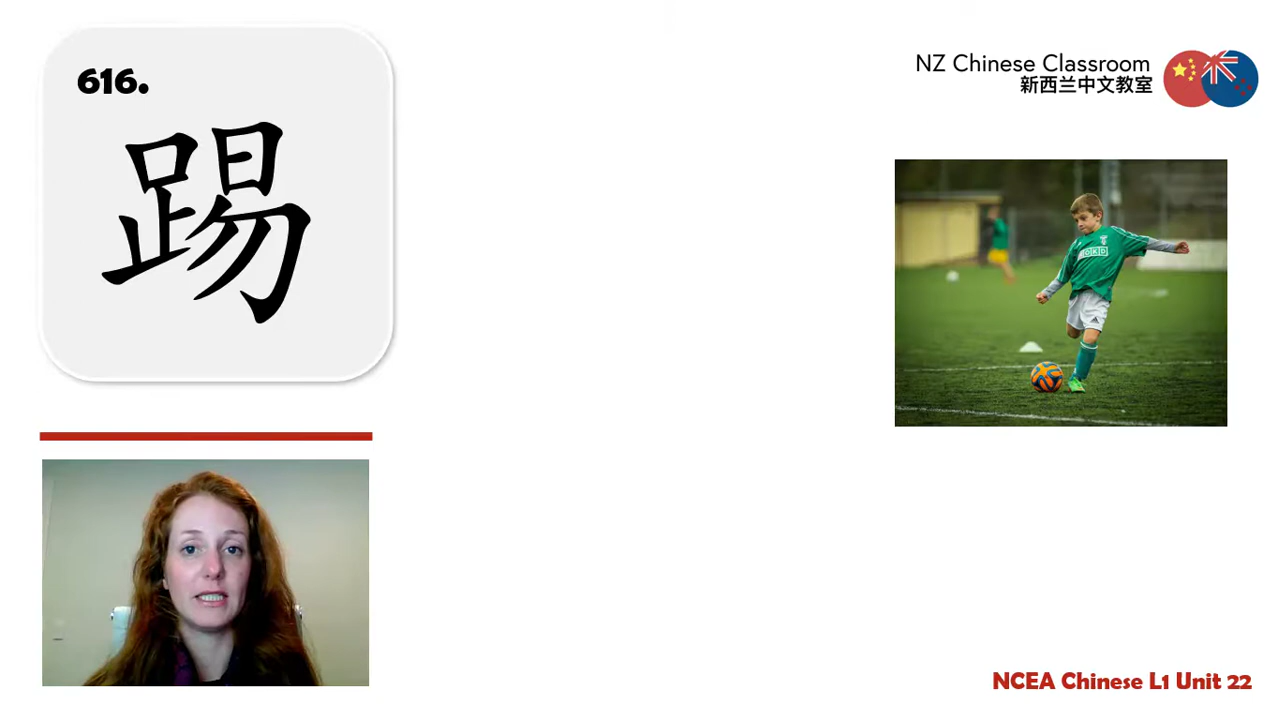 616.
踢
NZ Chinese Classroom
新西兰中文教室
NCEA Chinese L1 Unit 22